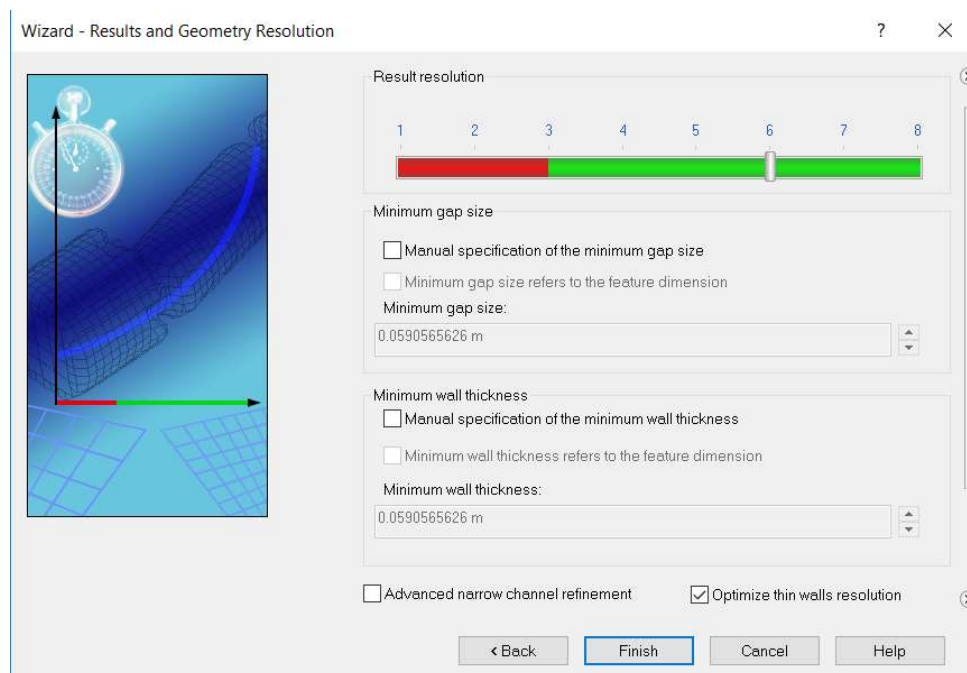 Wizard - Results and Geometry Resolution ?
Result resolution
1 2 3 4 5 6 7 8
Minimum gap size
Manual specification of the minimum gap size
Minimum gap size refers to the feature dimension
Minimum gap size:
0.0590565626 m
Minimum wall thickness
Manual specification of the minimum wall thickness
Minimum wall thickness refers to the feature dimension
Minimum wall thickness:
0.0590565626 m
Advanced narrow channel refinement Optimize thin walls resolution
< Back Finish Cancel Help